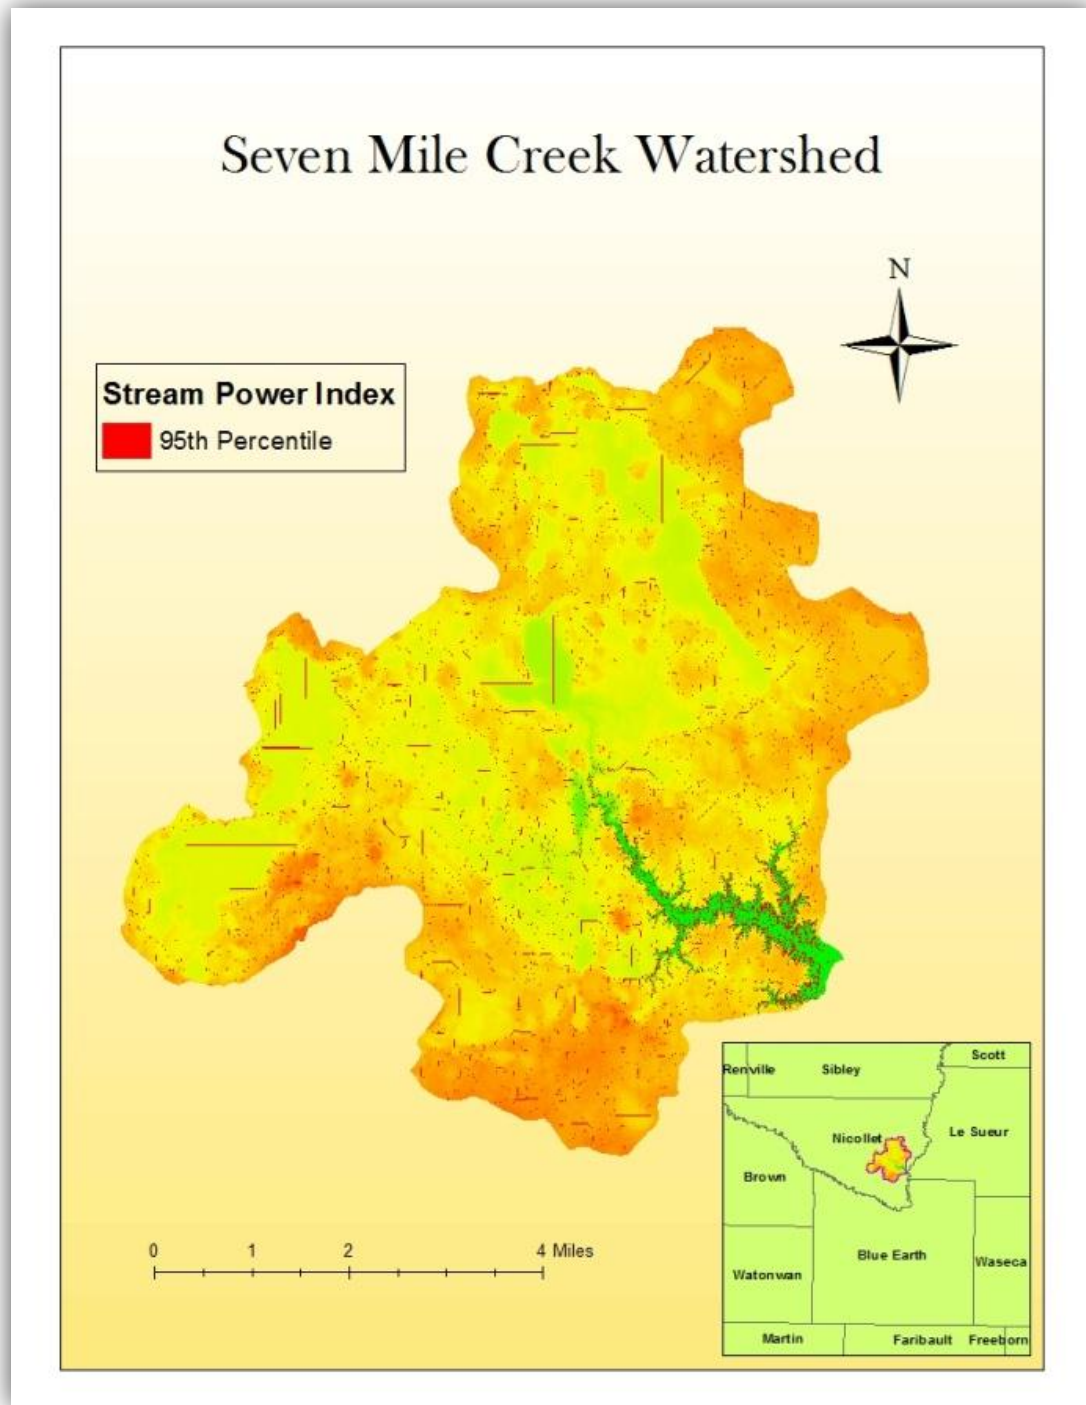 Seven Mile Creek Watershed
N
Stream Power Index
95th Percentile
0 1 2 4 Miles
Scott
Renville Sibley
Nicollet Le Sueur
Brown
Blue Earth Waseca
Watonwan
Martin Faribault Freeborn